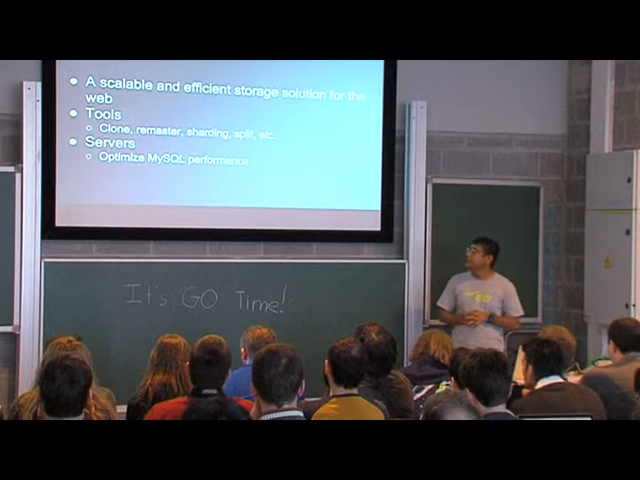 A scalable and efficient storage solution for the
web
Tools
Clone, remaster, sharding, split, etc.
Servers
Optimize MySQL performance
It's GO Time!